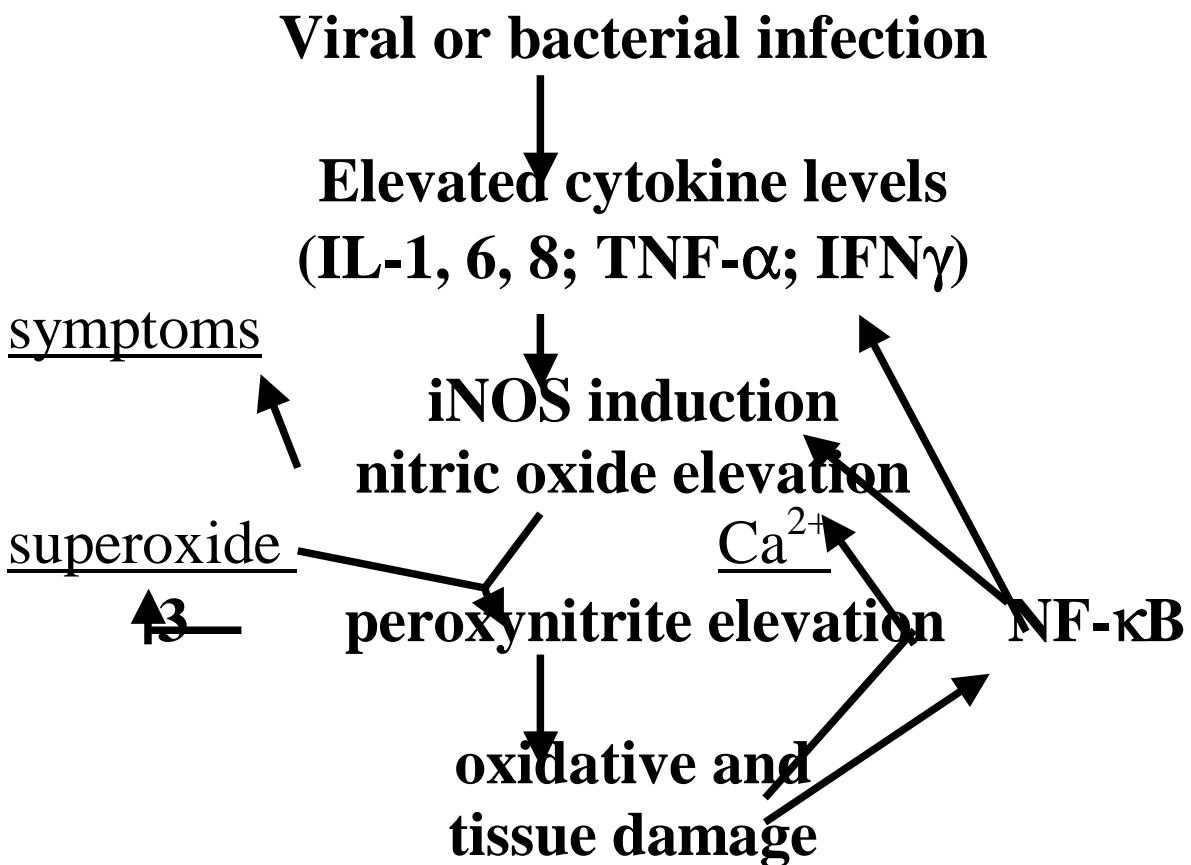 Viral or bacterial infection
Elevated cytokine levels
(IL-1, 6, 8; TNF-α; IFNγ)
symptoms
iNOS induction
nitric oxide elevation
superoxide Ca²⁺
3 peroxynitrite elevation NF-κB
oxidative and
tissue damage